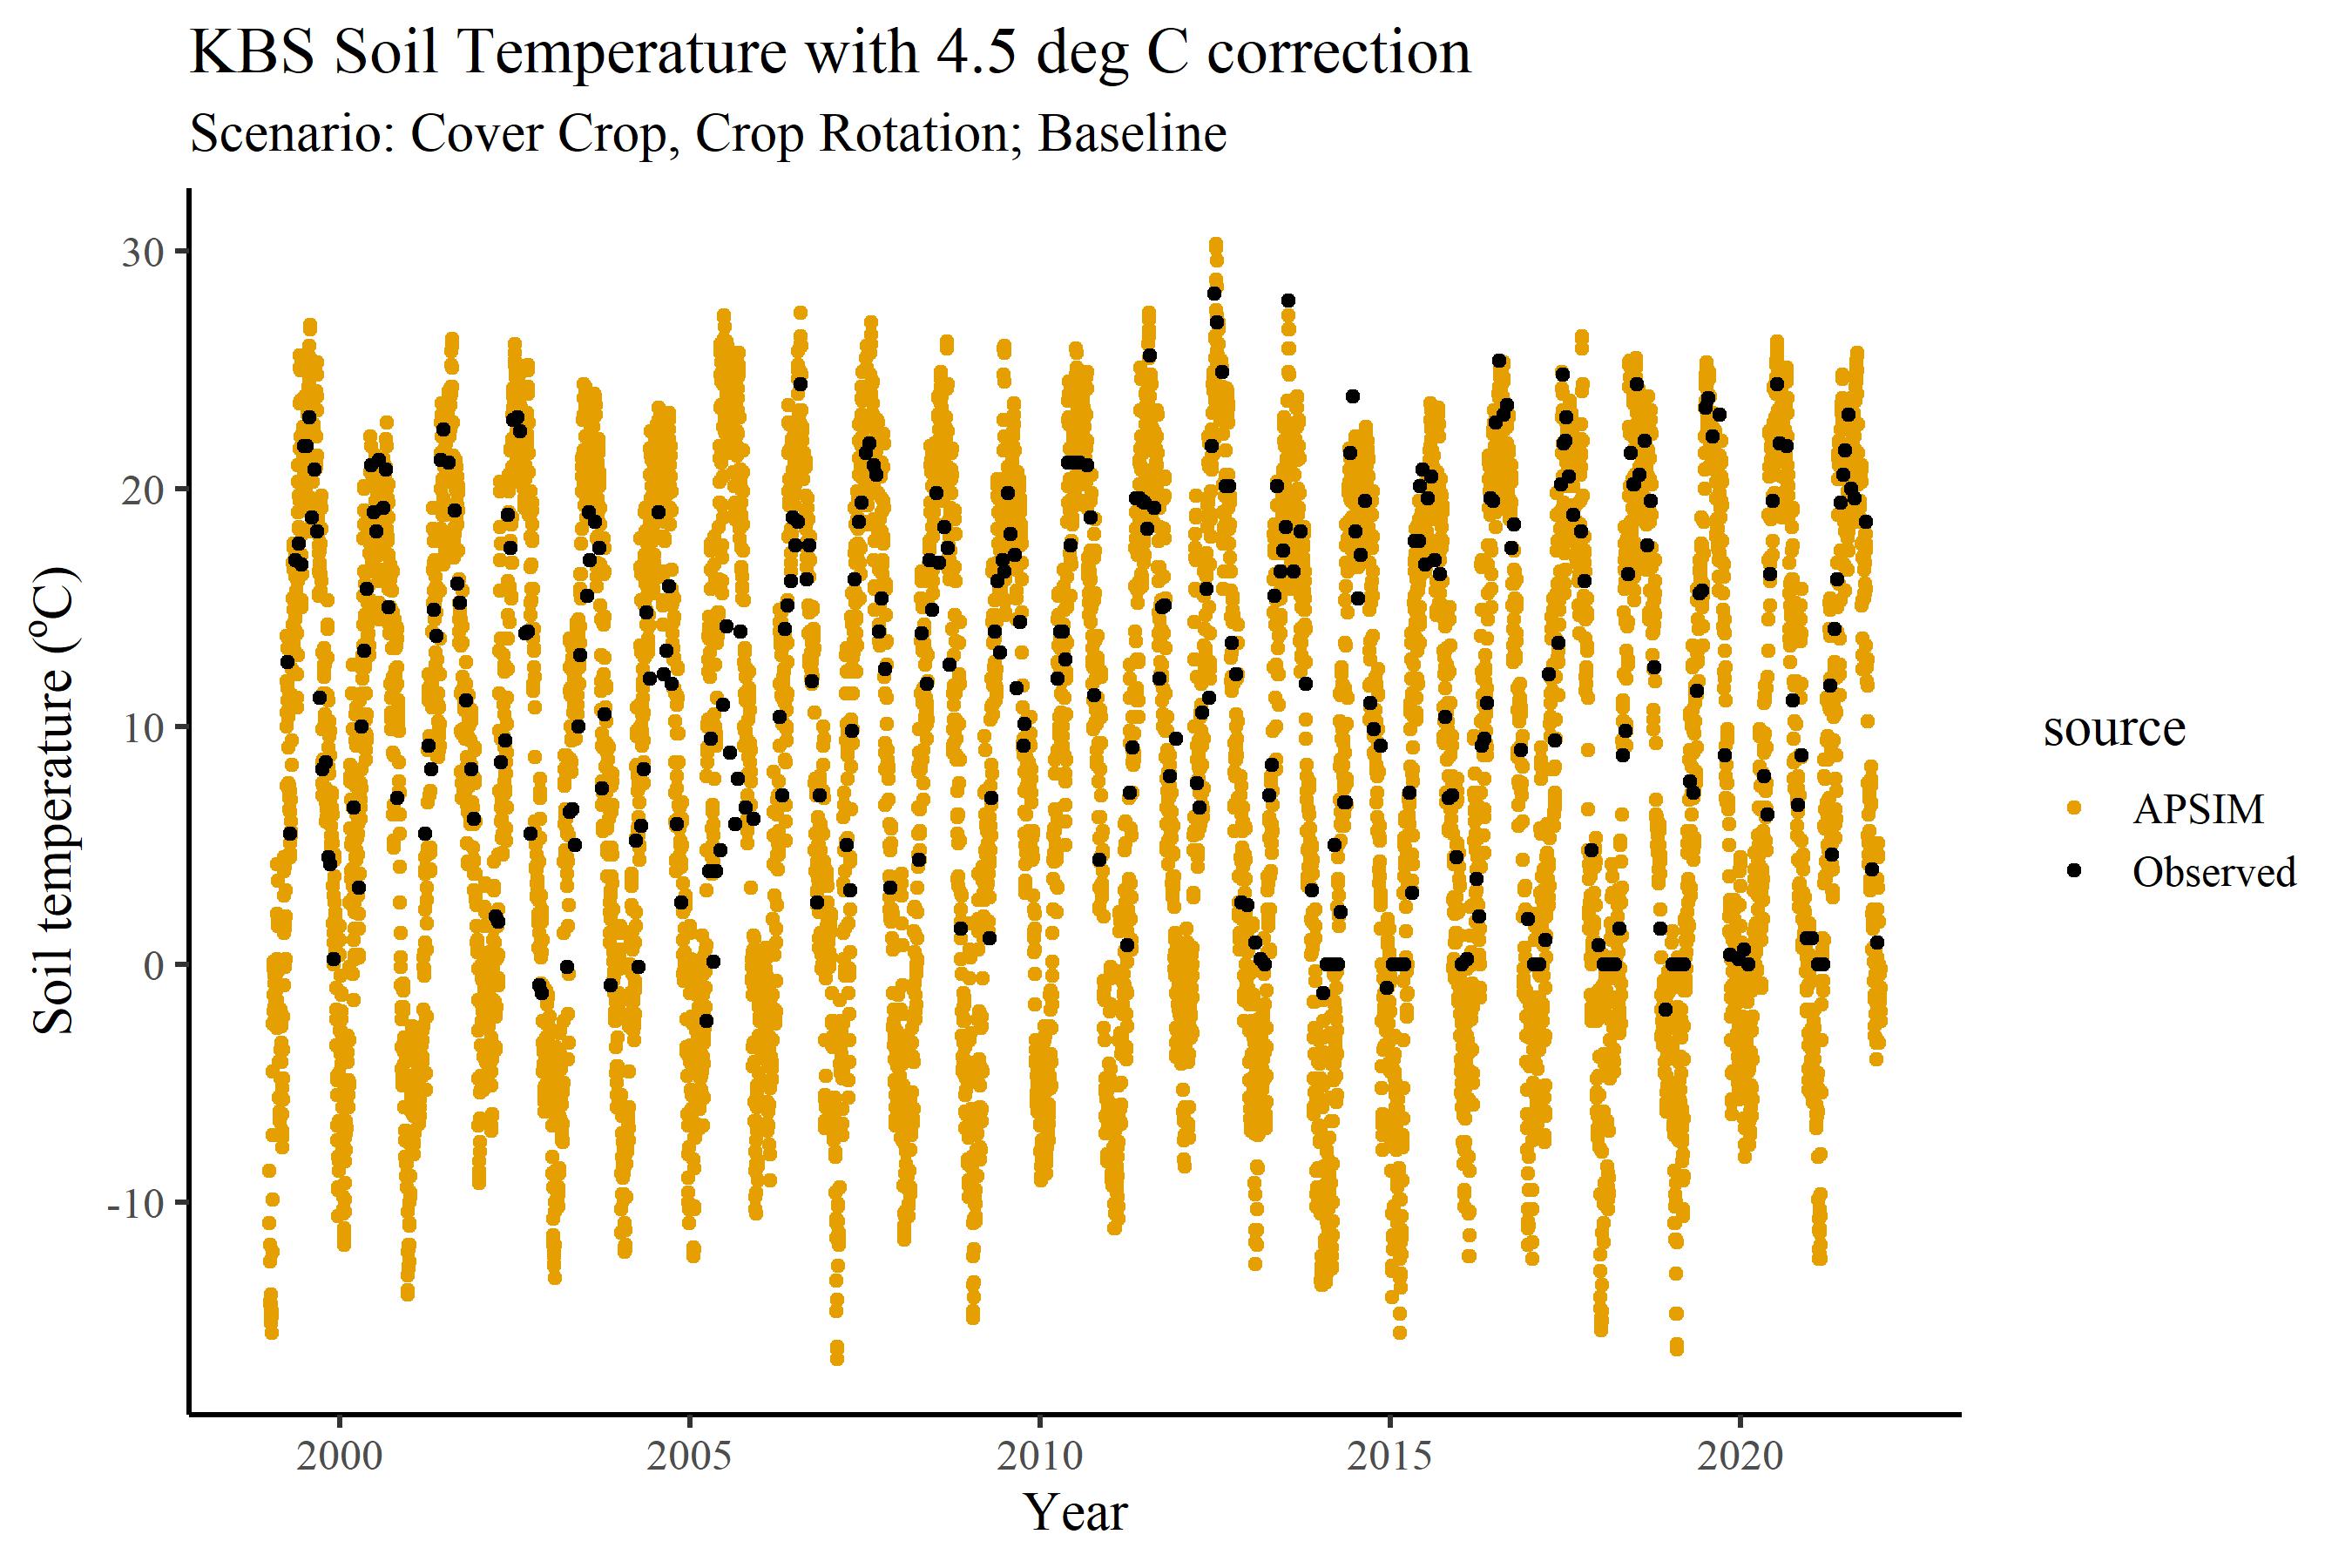 KBS Soil Temperature with 4.5 deg C correction
Scenario: Cover Crop, Crop Rotation; Baseline
30
20
10
0
-10
Soil temperature (ºC)
2000 2005 2010 2015 2020
Year
source
APSIM
Observed